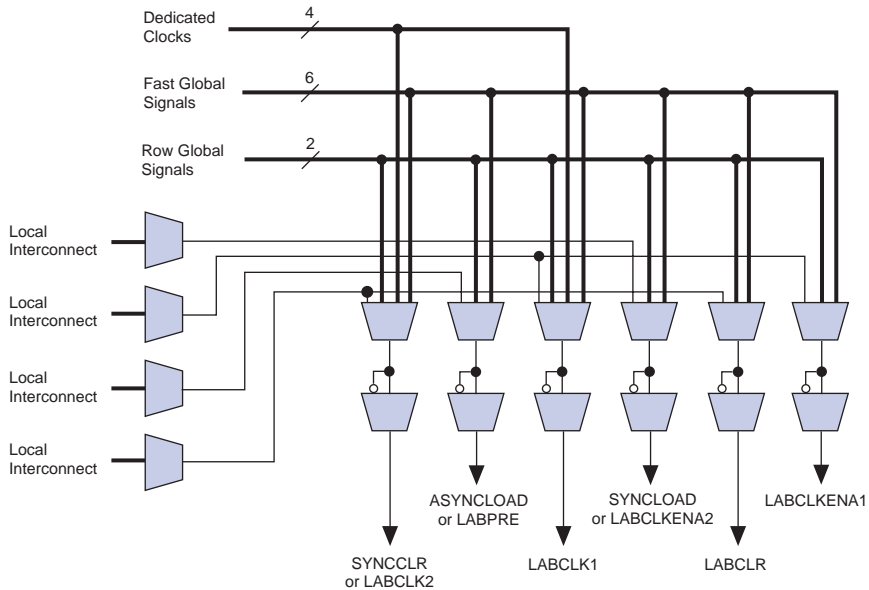 Dedicated
Clocks
4
Fast Global
Signals
6
Row Global
Signals
2
Local
Interconnect
Local
Interconnect
Local
Interconnect
Local
Interconnect
ASYNCLOAD
or LABPRE
SYNCLOAD
or LABCLKENA2
LABCLKENA1
SYNCCLR
or LABCLK2
LABCLK1
LABCLR